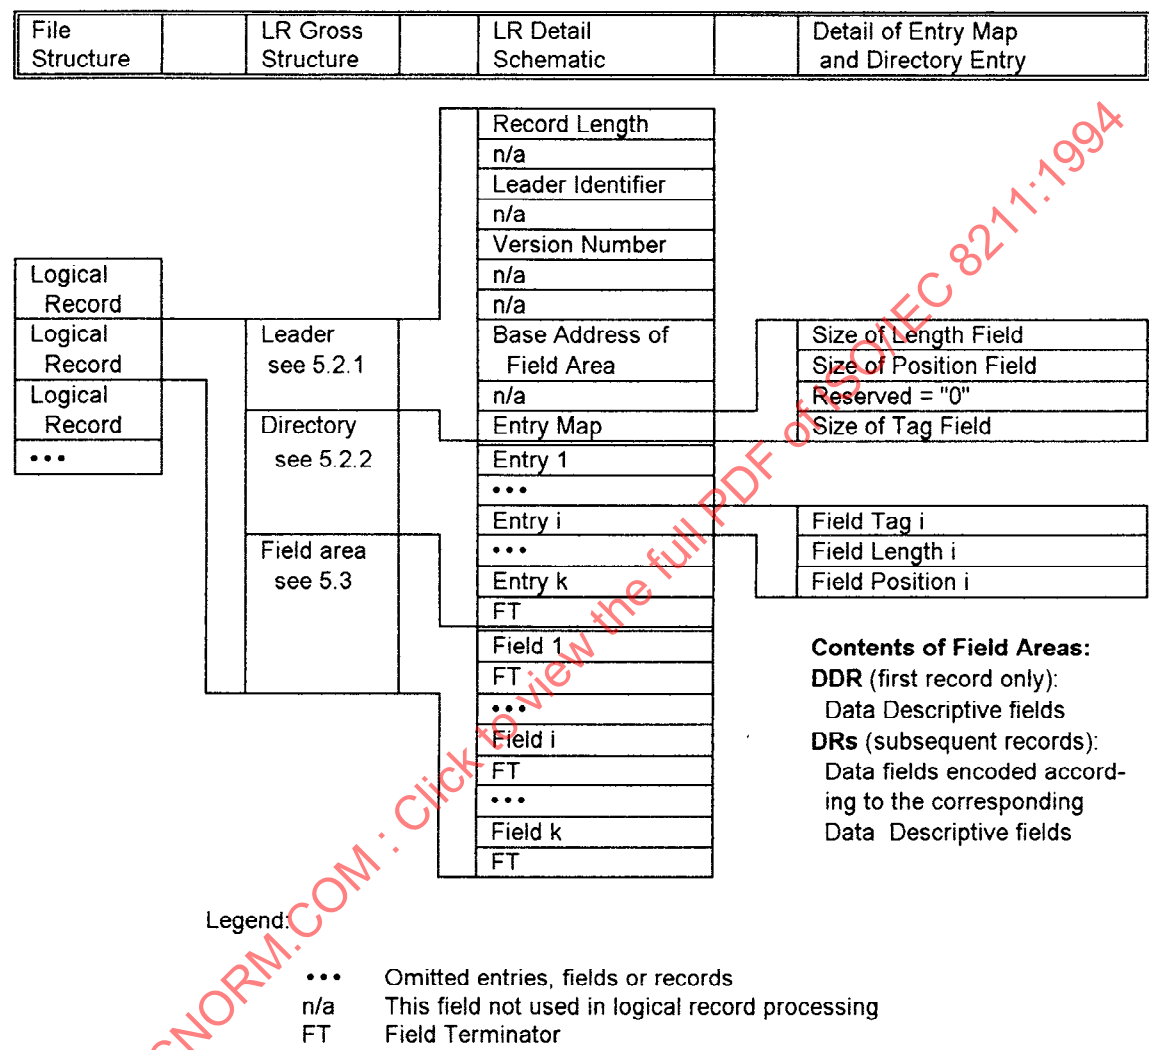 File Structure
LR Gross Structure
LR Detail Schematic
Detail of Entry Map and Directory Entry
Logical Record
Logical Record
Logical Record
•••
Leader see 5.2.1
Directory see 5.2.2
Field area see 5.3
Record Length
n/a
Leader Identifier
n/a
Version Number
n/a
n/a
Base Address of Field Area
n/a
Entry Map
Entry 1
•••
Entry i
•••
Entry k
FT
Field 1
FT
•••
Field i
FT
•••
Field k
FT
Size of Length Field
Size of Position Field
Reserved = "0"
Size of Tag Field
Field Tag i
Field Length i
Field Position i
Contents of Field Areas:
DDR (first record only):
Data Descriptive fields
DRs (subsequent records):
Data fields encoded accord-
ing to the corresponding
Data Descriptive fields
Legend:
••• Omitted entries, fields or records
n/a This field not used in logical record processing
FT Field Terminator
CNORM.COM : Click to view the full PDF of ISO/IEC 8211:1994